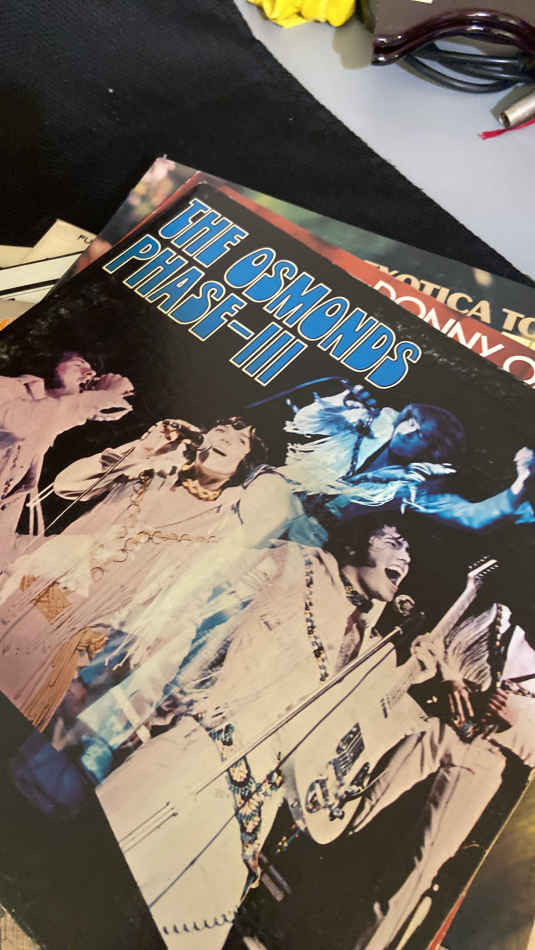 THE OSMONDS
PHASE-III
EXOTICA
DONNY